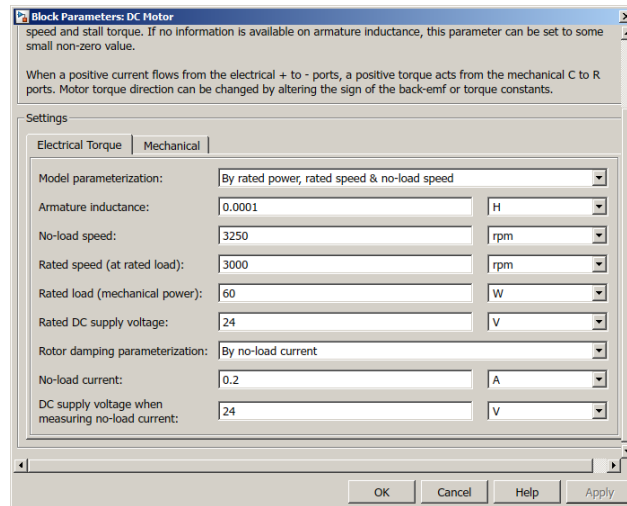 Block Parameters: DC Motor
speed and stall torque. If no information is available on armature inductance, this parameter can be set to some
small non-zero value.
When a positive current flows from the electrical + to - ports, a positive torque acts from the mechanical C to R
ports. Motor torque direction can be changed by altering the sign of the back-emf or torque constants.
Settings
Electrical Torque Mechanical
Model parameterization: By rated power, rated speed & no-load speed
Armature inductance: 0.0001 H
No-load speed: 3250 rpm
Rated speed (at rated load): 3000 rpm
Rated load (mechanical power): 60 W
Rated DC supply voltage: 24 V
Rotor damping parameterization: By no-load current
No-load current: 0.2 A
DC supply voltage when
measuring no-load current: 24 V
OK Cancel Help Apply